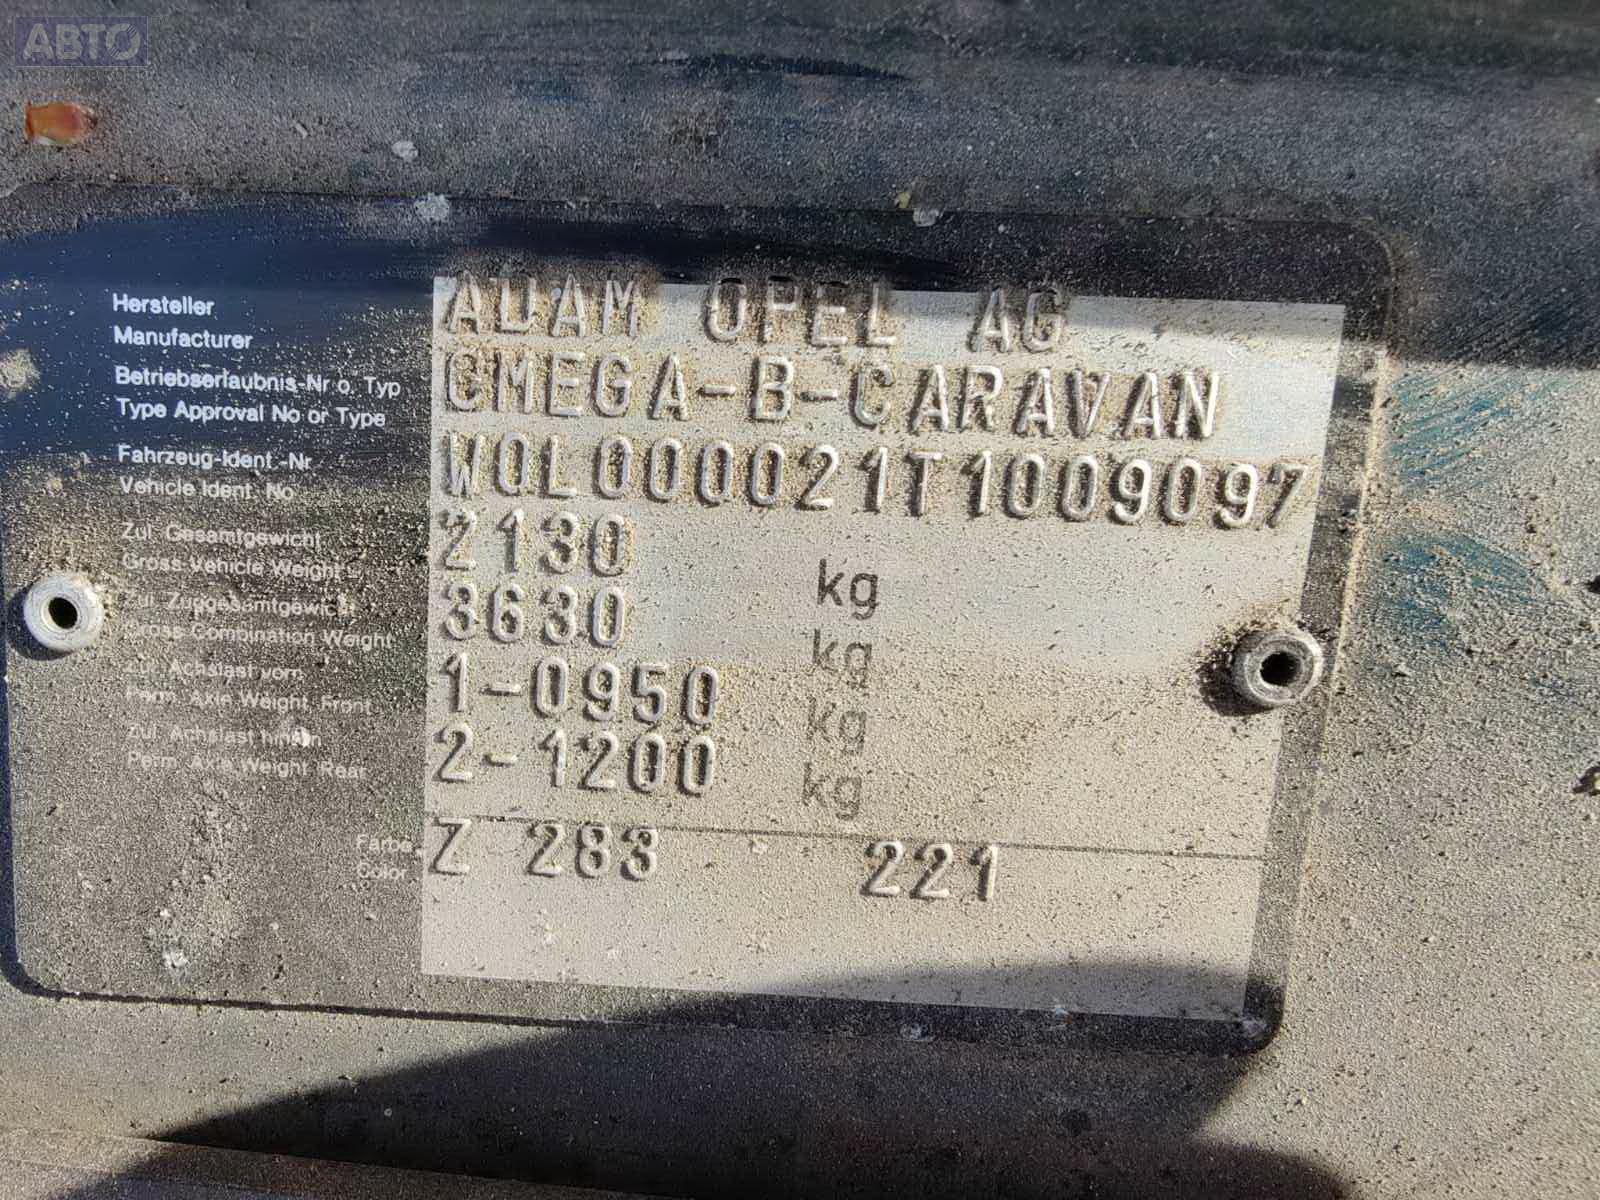 АВТО
Hersteller
Manufacturer
ADAM OPEL AG
Betriebserlaubnis-Nr o. Typ
Type Approval No or Type
OMEGA-B-CARAVAN
Fahrzeug-Ident.-Nr
Vehicle Ident. No
W0L000021T1009097
Zul Gesamtgewicht
Gross Vehicle Weight
2130 kg
Zul Zuggesamtgewicht
Gross Combination Weight
3630 kg
Zul. Achslast vorn
Perm. Axle Weight, Front
1-0950 kg
Zul. Achslast hinten
Perm. Axle Weight Rear
2-1200 kg
Farbe
Color
Z 283 221